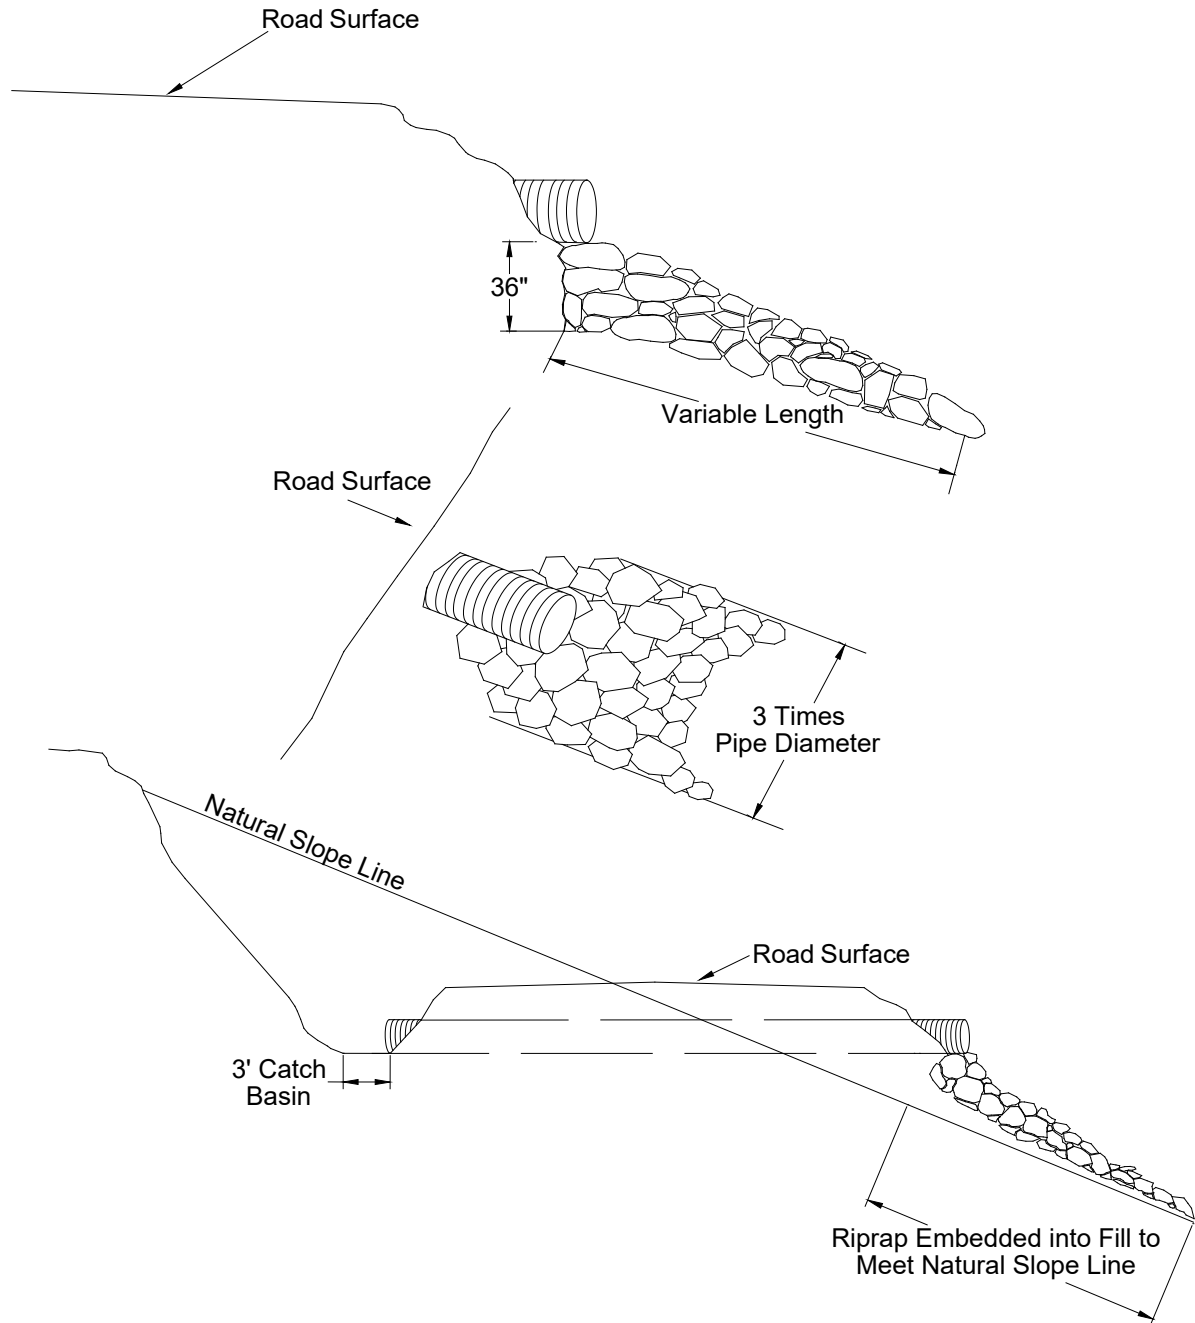 Road Surface
36"
Variable Length
Road Surface
3 Times
Pipe Diameter
Natural Slope Line
Road Surface
3' Catch
Basin
Riprap Embedded into Fill to
Meet Natural Slope Line